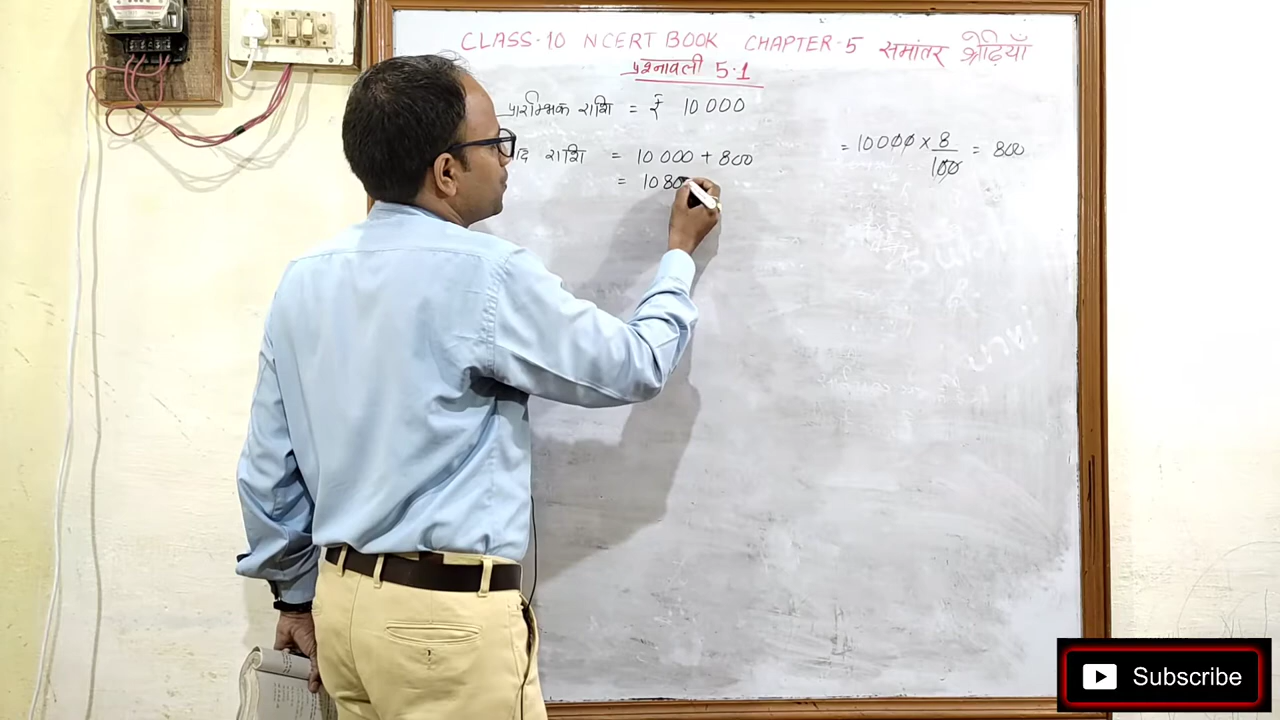 CLASS-10 NCERT BOOK CHAPTER-5 समांतर श्रेढ़ियाँ
प्रश्नावली 5.1
प्रारम्भिक राशि = ₹ 10000
राशि = 10000 + 800
= 1080
= 10000 × 8/100 = 800
Subscribe